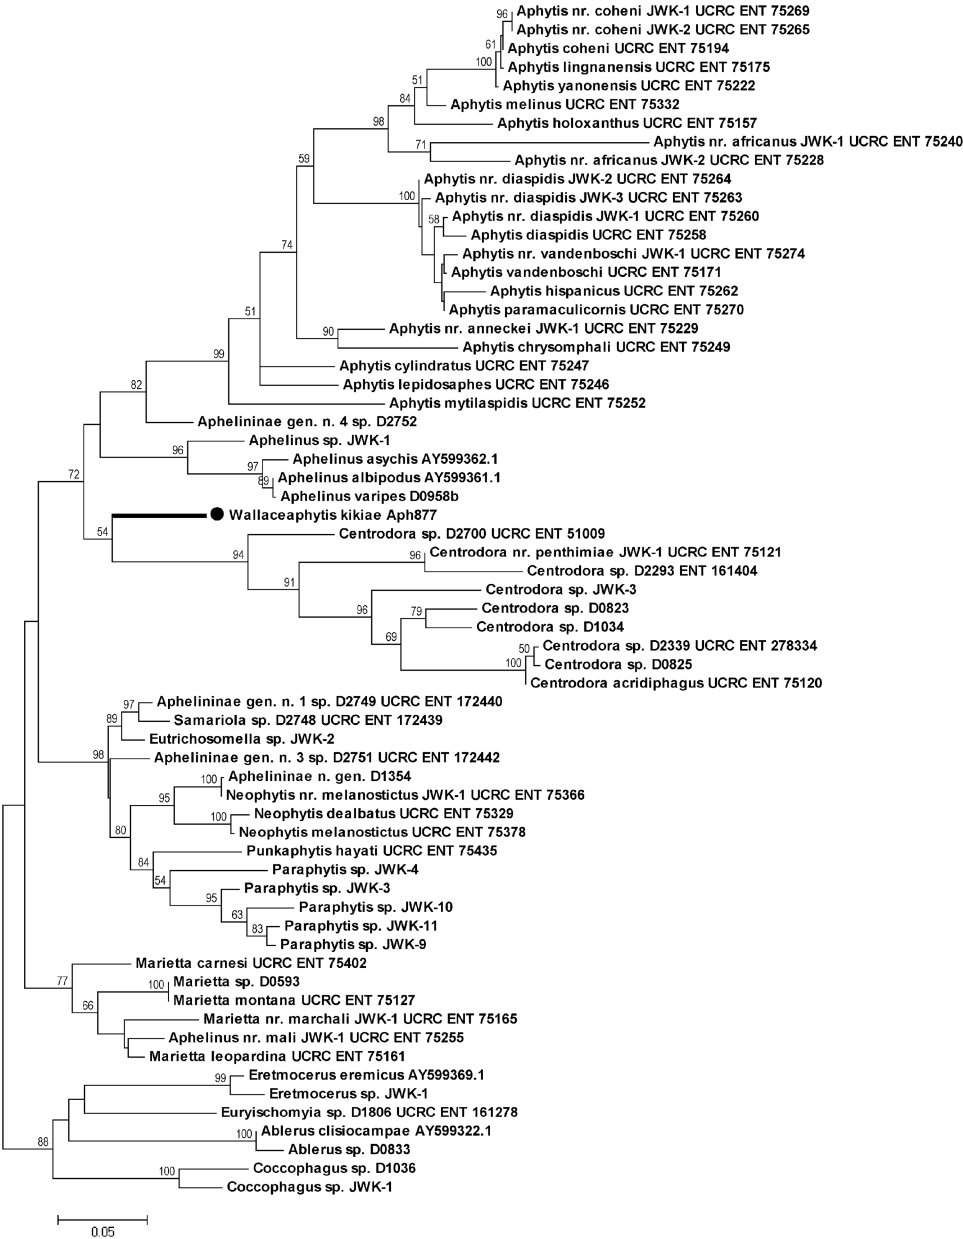 96 Aphytis nr. coheni JWK-1 UCRC ENT 75269
Aphytis nr. coheni JWK-2 UCRC ENT 75265
61 Aphytis coheni UCRC ENT 75194
100 Aphytis lingnanensis UCRC ENT 75175
51 Aphytis yanonensis UCRC ENT 75222
84 Aphytis melinus UCRC ENT 75332
98 Aphytis holoxanthus UCRC ENT 75157
71 Aphytis nr. africanus JWK-1 UCRC ENT 75240
59 Aphytis nr. africanus JWK-2 UCRC ENT 75228
Aphytis nr. diaspidis JWK-2 UCRC ENT 75264
100 Aphytis nr. diaspidis JWK-3 UCRC ENT 75263
58 Aphytis nr. diaspidis JWK-1 UCRC ENT 75260
Aphytis diaspidis UCRC ENT 75258
74 Aphytis nr. vandenboschi JWK-1 UCRC ENT 75274
Aphytis vandenboschi UCRC ENT 75171
Aphytis hispanicus UCRC ENT 75262
51 Aphytis paramaculicornis UCRC ENT 75270
90 Aphytis nr. anneckei JWK-1 UCRC ENT 75229
99 Aphytis chrysomphali UCRC ENT 75249
Aphytis cylindratus UCRC ENT 75247
82 Aphytis lepidosaphes UCRC ENT 75246
Aphytis mytilaspidis UCRC ENT 75252
Aphelininae gen. n. 4 sp. D2752
96 Aphelinus sp. JWK-1
97 Aphelinus asychis AY599362.1
72 89 Aphelinus albipodus AY599361.1
Aphelinus varipes D0958b
Wallaceaphytis kikiae Aph877
54 Centrodora sp. D2700 UCRC ENT 51009
94 96 Centrodora nr. penthimiae JWK-1 UCRC ENT 75121
91 Centrodora sp. D2293 ENT 161404
Centrodora sp. JWK-3
96 79 Centrodora sp. D0823
69 Centrodora sp. D1034
50 Centrodora sp. D2339 UCRC ENT 278334
100 Centrodora sp. D0825
Centrodora acridiphagus UCRC ENT 75120
97 Aphelininae gen. n. 1 sp. D2749 UCRC ENT 172440
89 Samariola sp. D2748 UCRC ENT 172439
Eutrichosomella sp. JWK-2
98 Aphelininae gen. n. 3 sp. D2751 UCRC ENT 172442
100 Aphelininae n. gen. D1354
95 Neophytis nr. melanostictus JWK-1 UCRC ENT 75366
100 Neophytis dealbatus UCRC ENT 75329
80 Neophytis melanostictus UCRC ENT 75378
84 Punkaphytis hayati UCRC ENT 75435
54 Paraphytis sp. JWK-4
95 Paraphytis sp. JWK-3
63 Paraphytis sp. JWK-10
83 Paraphytis sp. JWK-11
Paraphytis sp. JWK-9
Marietta carnesi UCRC ENT 75402
77 100 Marietta sp. D0593
66 Marietta montana UCRC ENT 75127
Marietta nr. marchali JWK-1 UCRC ENT 75165
Aphelinus nr. mali JWK-1 UCRC ENT 75255
Marietta leopardina UCRC ENT 75161
99 Eretmocerus eremicus AY599369.1
Eretmocerus sp. JWK-1
Euryischomyia sp. D1806 UCRC ENT 161278
100 Ablerus clisiocampae AY599322.1
88 Ablerus sp. D0833
100 Coccophagus sp. D1036
Coccophagus sp. JWK-1
0.05